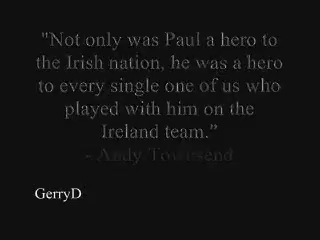 "Not only was Paul a hero to
the Irish nation, he was a hero
to every single one of us who
played with him on the
Ireland team.”
- Andy Townsend
GerryD